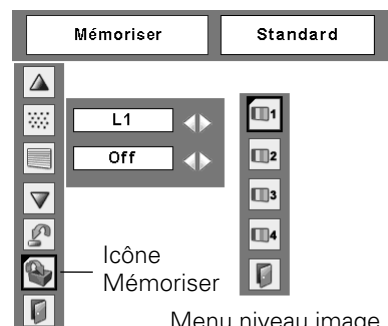 Mémoriser Standard
L1
Off
1
2
3
4
Icône
Mémoriser
Menu niveau image